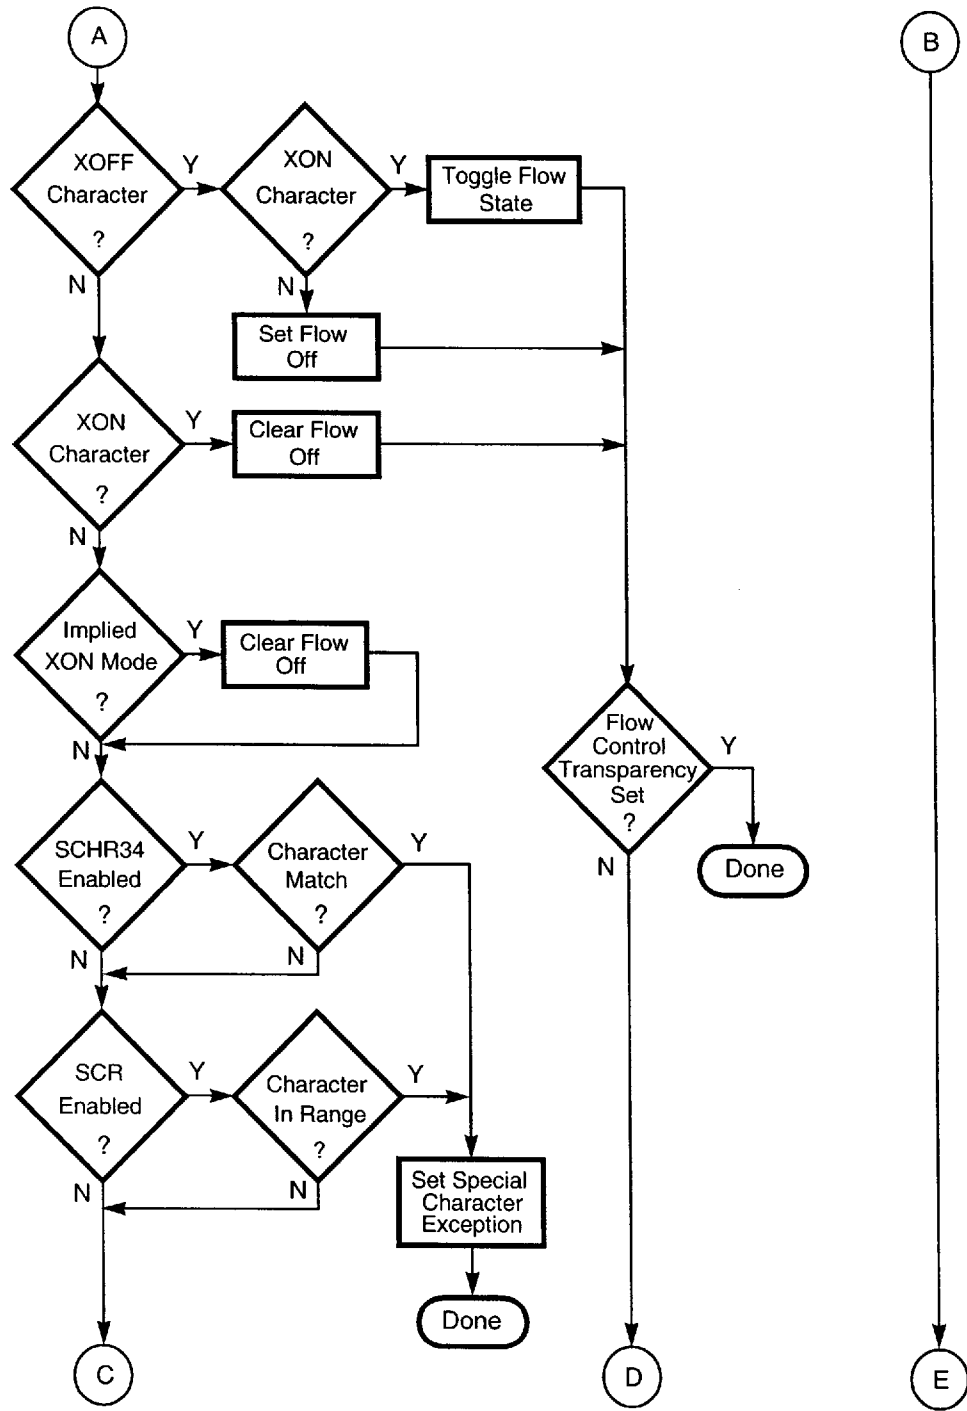 A
B
XOFF
Character
?
Y
N
XON
Character
?
Y
N
Toggle Flow
State
Set Flow
Off
XON
Character
?
Y
N
Clear Flow
Off
Implied
XON Mode
?
Y
N
Clear Flow
Off
Flow
Control
Transparency
Set
?
Y
N
Done
SCHR34
Enabled
?
Y
N
Character
Match
?
Y
N
SCR
Enabled
?
Y
N
Character
In Range
?
Y
N
Set Special
Character
Exception
Done
C
D
E